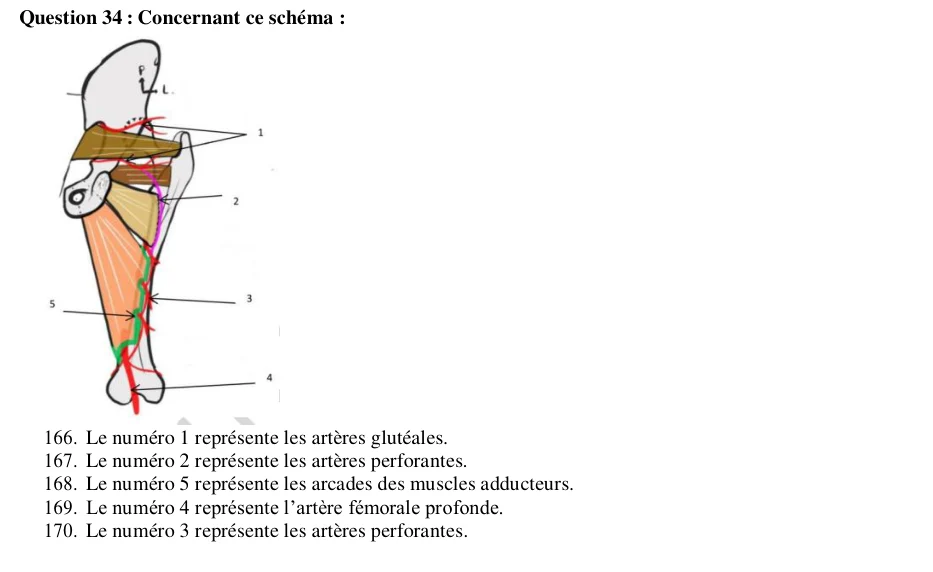 Question 34 : Concernant ce schéma :
P
L.
1
2
3
5
4
166. Le numéro 1 représente les artères glutéales.
167. Le numéro 2 représente les artères perforantes.
168. Le numéro 5 représente les arcades des muscles adducteurs.
169. Le numéro 4 représente l’artère fémorale profonde.
170. Le numéro 3 représente les artères perforantes.